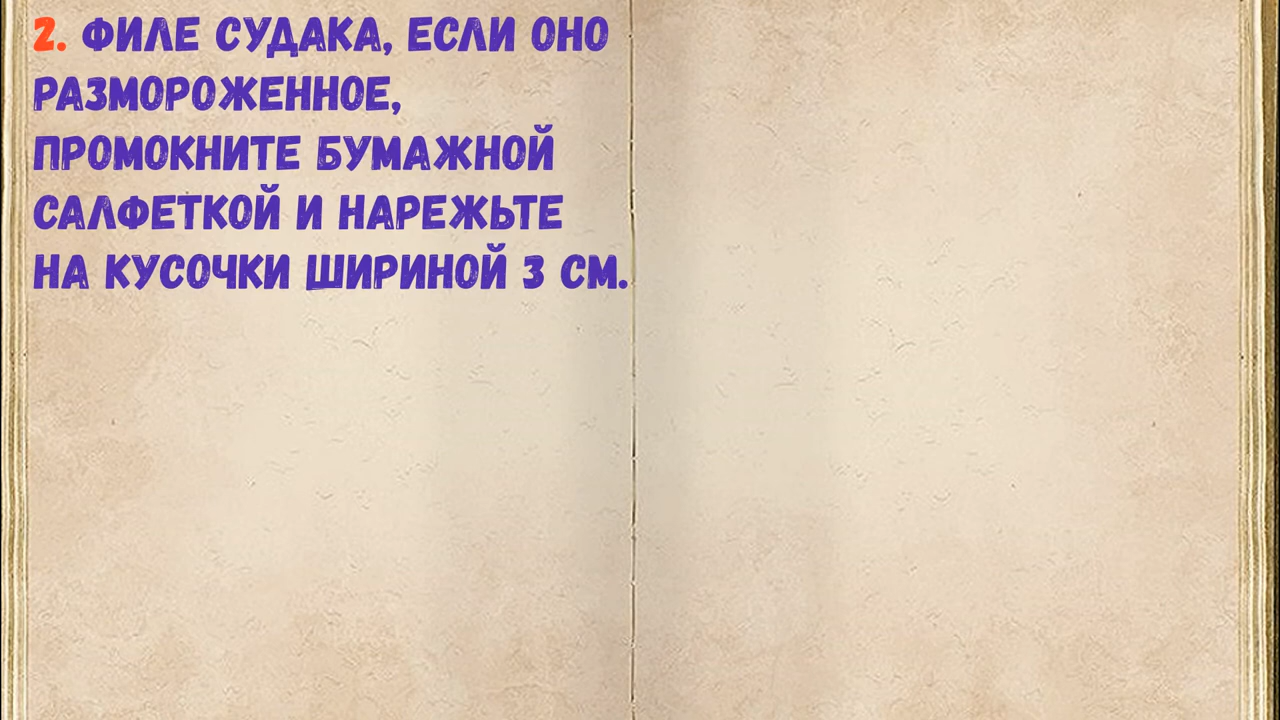 2. ФИЛЕ СУДАКА, ЕСЛИ ОНО
РАЗМОРОЖЕННОЕ,
ПРОМОКНИТЕ БУМАЖНОЙ
САЛФЕТКОЙ И НАРЕЖЬТЕ
НА КУСОЧКИ ШИРИНОЙ 3 СМ.